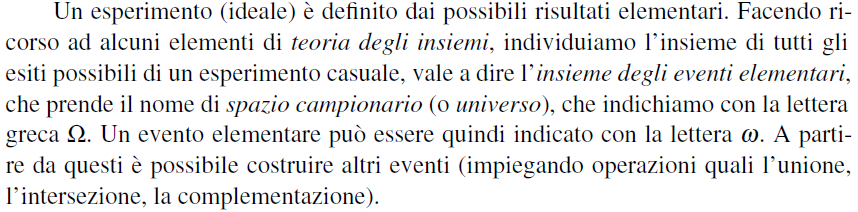 Un esperimento (ideale) è definito dai possibili risultati elementari. Facendo ri-
corso ad alcuni elementi di teoria degli insiemi, individuiamo l'insieme di tutti gli
esiti possibili di un esperimento casuale, vale a dire l'insieme degli eventi elementari,
che prende il nome di spazio campionario (o universo), che indichiamo con la lettera
greca Ω. Un evento elementare può essere quindi indicato con la lettera ω. A parti-
re da questi è possibile costruire altri eventi (impiegando operazioni quali l'unione,
l'intersezione, la complementazione).